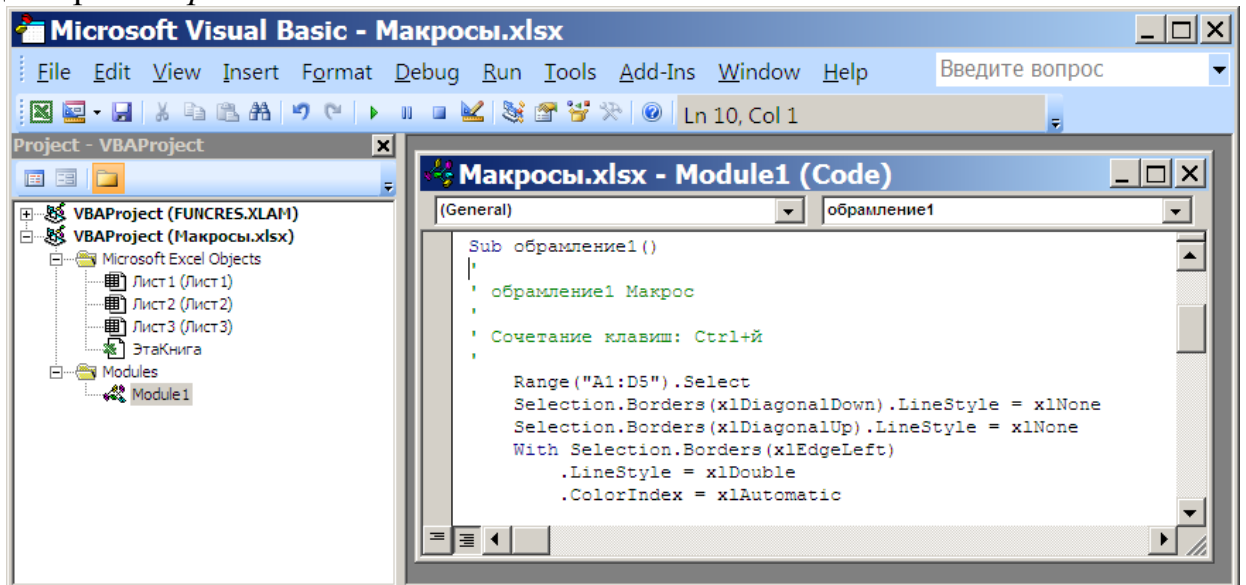 Microsoft Visual Basic - Макросы.xlsx
File Edit View Insert Format Debug Run Tools Add-Ins Window Help Введите вопрос
Ln 10, Col 1
Project - VBAProject
VBAProject (FUNCRES.XLAM)
VBAProject (Макросы.xlsx)
Microsoft Excel Objects
Лист1 (Лист1)
Лист2 (Лист2)
Лист3 (Лист3)
ЭтаКнига
Modules
Module1
Макросы.xlsx - Module1 (Code)
(General) обрамление1
Sub обрамление1()
'
' обрамление1 Макрос
'
' Сочетание клавиш: Ctrl+й
'
Range("A1:D5").Select
Selection.Borders(xlDiagonalDown).LineStyle = xlNone
Selection.Borders(xlDiagonalUp).LineStyle = xlNone
With Selection.Borders(xlEdgeLeft)
.LineStyle = xlDouble
.ColorIndex = xlAutomatic